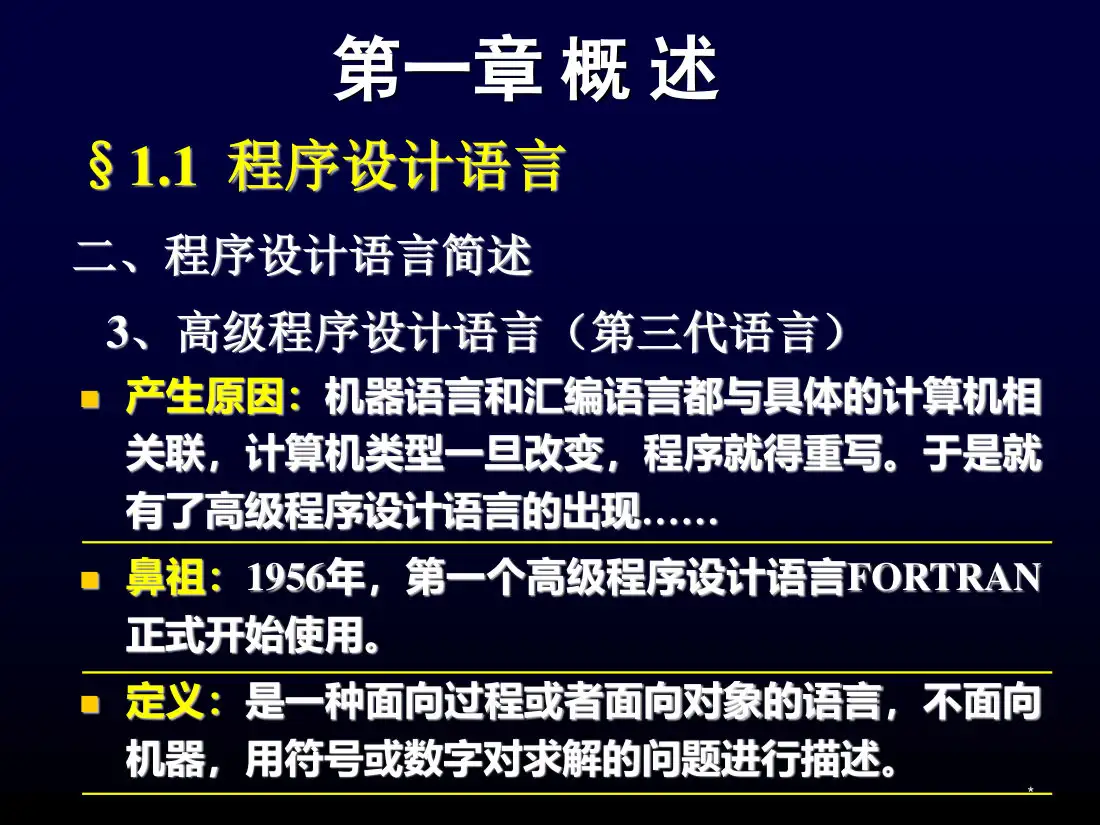 第一章 概 述
§1.1 程序设计语言
二、程序设计语言简述
3、高级程序设计语言（第三代语言）
产生原因：机器语言和汇编语言都与具体的计算机相
关联，计算机类型一旦改变，程序就得重写。于是就
有了高级程序设计语言的出现……
鼻祖：1956年，第一个高级程序设计语言FORTRAN
正式开始使用。
定义：是一种面向过程或者面向对象的语言，不面向
机器，用符号或数字对求解的问题进行描述。
*